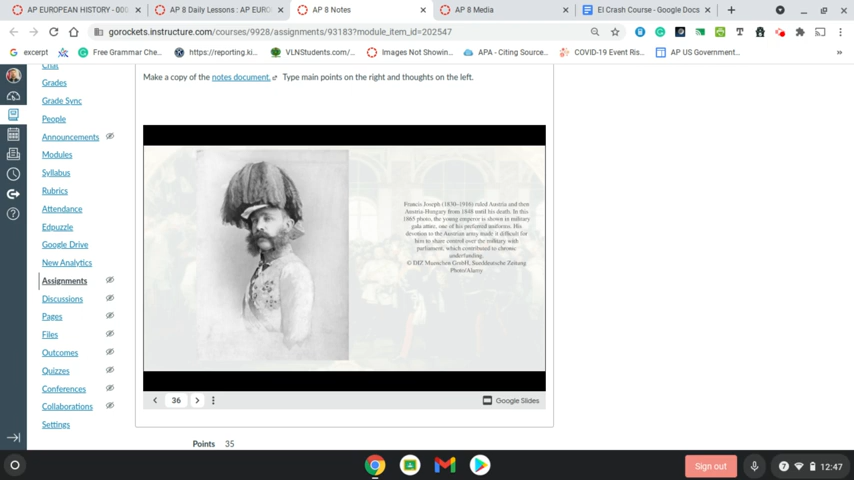 AP EUROPEAN HISTORY - 000
AP 8 Daily Lessons : AP EURO
AP 8 Notes
AP 8 Media
EI Crash Course - Google Docs
gorockets.instructure.com/courses/9928/assignments/93183?module_item_id=202547
excerpt
Free Grammar Che...
https://reporting.ki...
VLNStudents.com/...
Images Not Showin...
APA - Citing Source...
COVID-19 Event Ris...
AP US Government...
Chat
Grades
Grade Sync
People
Announcements
Modules
Syllabus
Rubrics
Attendance
Edpuzzle
Google Drive
New Analytics
Assignments
Discussions
Pages
Files
Outcomes
Quizzes
Conferences
Collaborations
Settings
Make a copy of the notes document. Type main points on the right and thoughts on the left.
Francis Joseph (1830–1916) ruled Austria and then
Austria-Hungary from 1848 until his death. In this
1865 photo, the young emperor is shown in military
gala attire, one of his preferred uniforms. His
devotion to the Austrian army made it difficult for
him to share control over the military with
parliament, which contributed to chronic
underfunding.
© DIZ Muenchen GmbH, Sueddeutsche Zeitung
Photo/Alamy
36
Google Slides
Points 35
Sign out
12:47